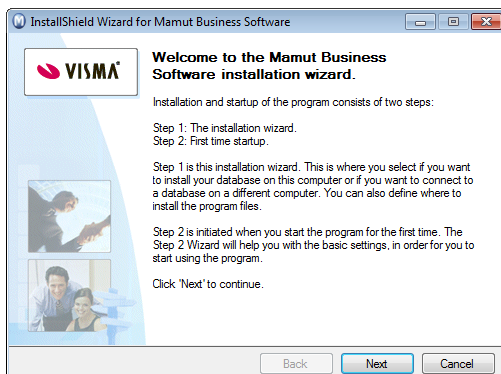 InstallShield Wizard for Mamut Business Software
VISMA
Welcome to the Mamut Business
Software installation wizard.
Installation and startup of the program consists of two steps:
Step 1: The installation wizard.
Step 2: First time startup.
Step 1 is this installation wizard. This is where you select if you want
to install your database on this computer or if you want to connect to
a database on a different computer. You can also define where to
install the program files.
Step 2 is initiated when you start the program for the first time. The
Step 2 Wizard will help you with the basic settings, in order for you to
start using the program.
Click 'Next' to continue.
Back
Next
Cancel